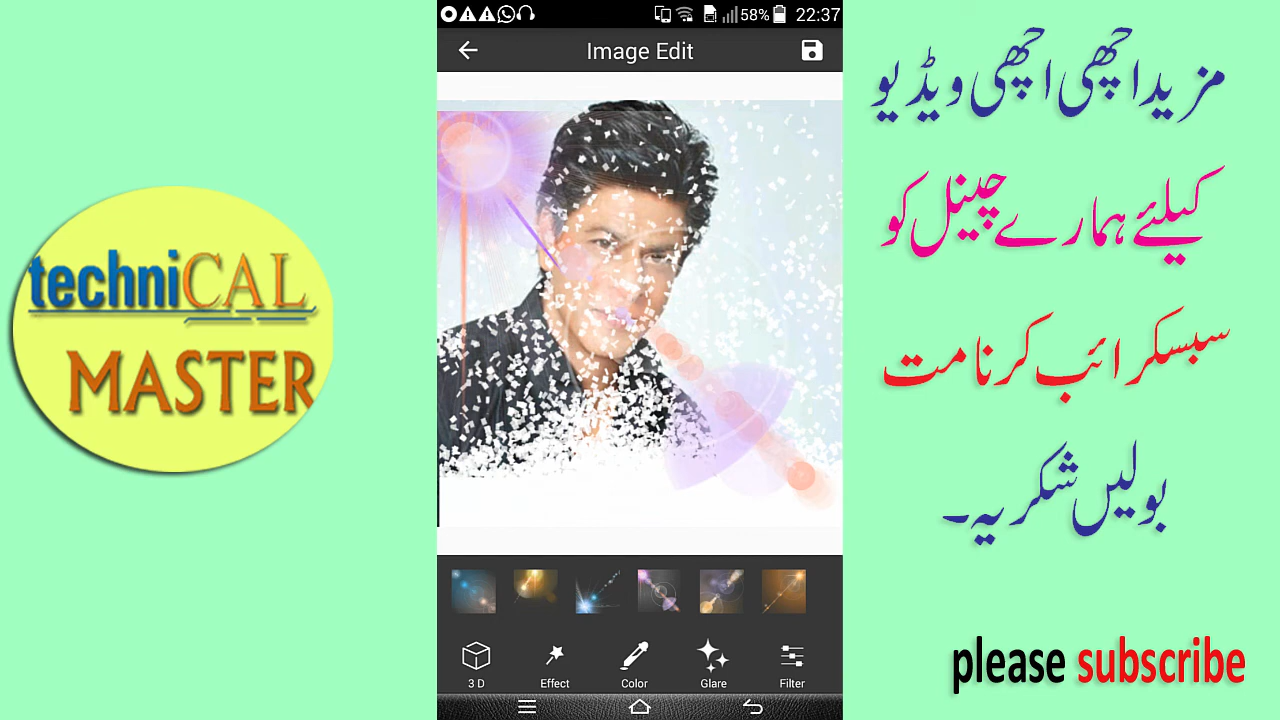 techniCAL
MASTER
58% 22:37
Image Edit
3 D Effect Color Glare Filter
مزید اچھی اچھی ویڈیو
کیلئے ہمارے چینل کو
سبسکرائب کرنا مت
بولیں شکریہ۔
please subscribe